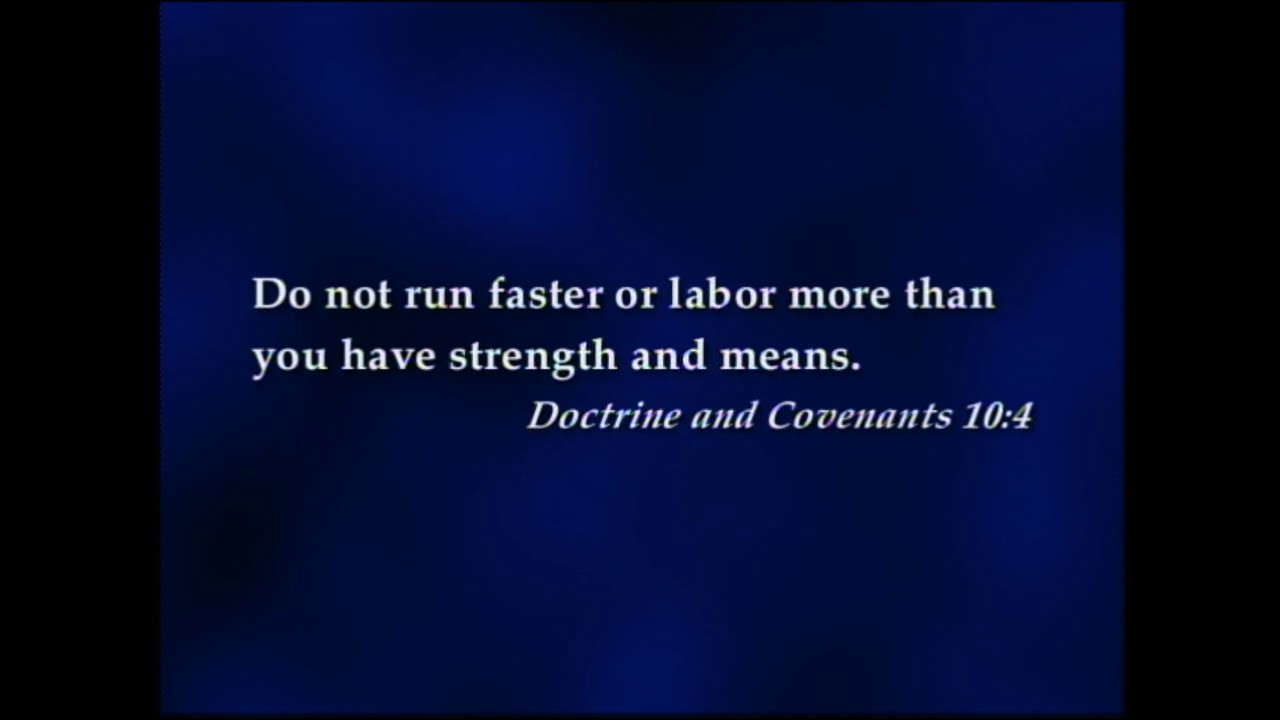 Do not run faster or labor more than
you have strength and means.
Doctrine and Covenants 10:4